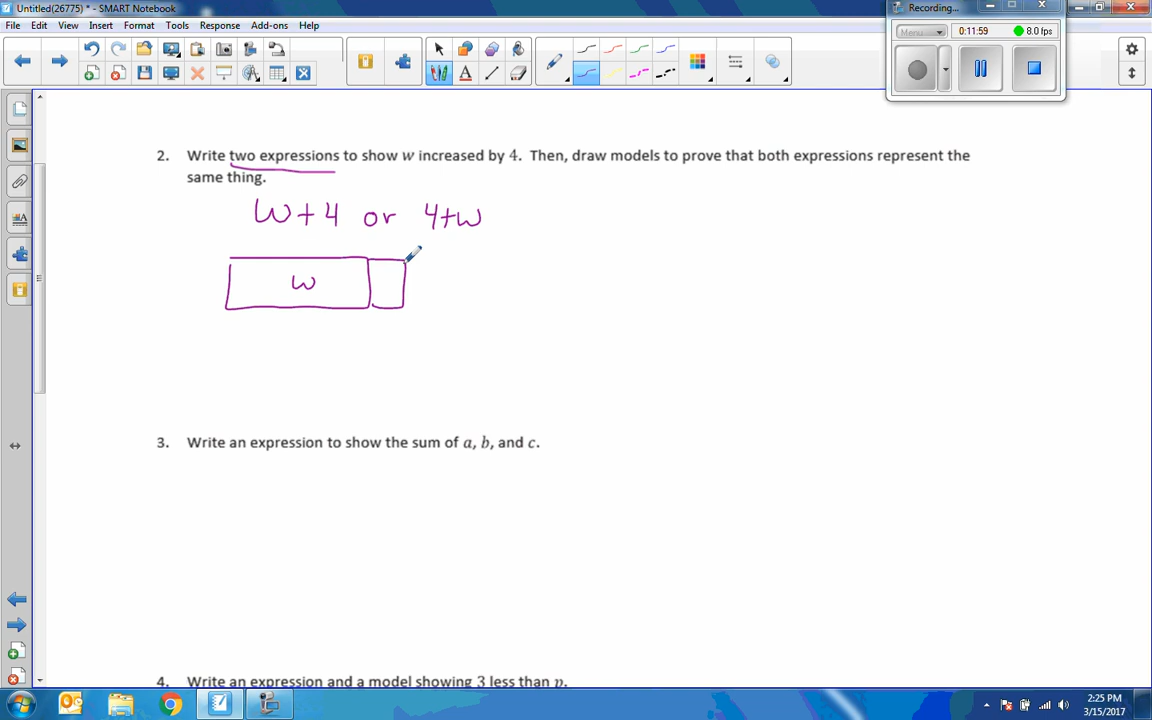 Untitled(26775) * - SMART Notebook
Recording...
File Edit View Insert Format Tools Response Add-ons Help
Menu 0:11:59 8.0 fps
2. Write two expressions to show w increased by 4. Then, draw models to prove that both expressions represent the
same thing.
w+4 or 4+w
w
3. Write an expression to show the sum of a, b, and c.
4. Write an expression and a model showing 3 less than p.
2:25 PM
3/15/2017